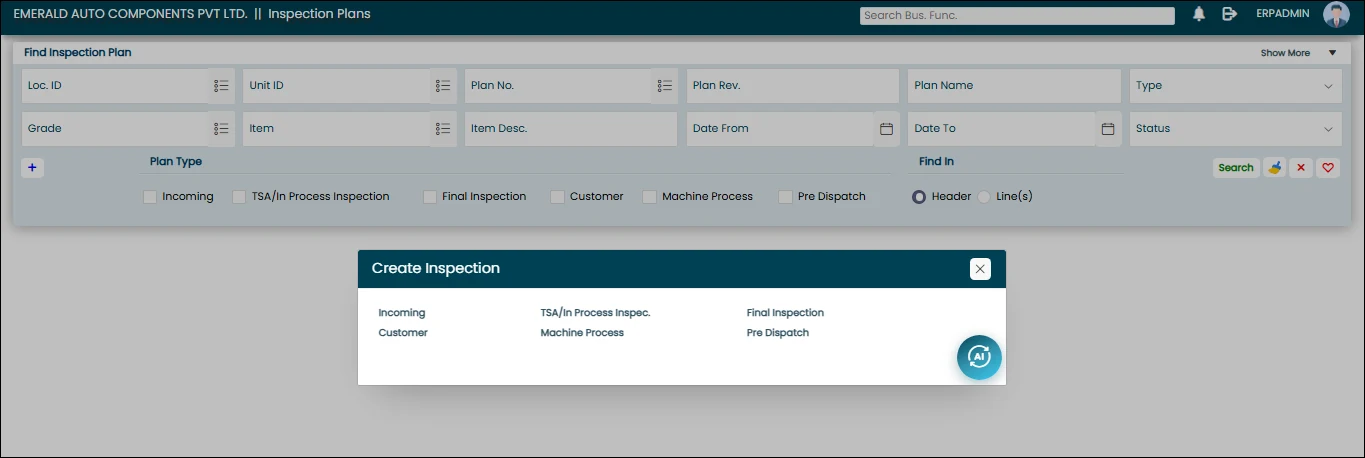 EMERALD AUTO COMPONENTS PVT LTD. || Inspection Plans
Search Bus. Func.
ERPADMIN
Find Inspection Plan
Show More
Loc. ID
Unit ID
Plan No.
Plan Rev.
Plan Name
Type
Grade
Item
Item Desc.
Date From
Date To
Status
+
Plan Type
Find In
Search
Incoming
TSA/In Process Inspection
Final Inspection
Customer
Machine Process
Pre Dispatch
Header
Line(s)
Create Inspection
Incoming
TSA/In Process Inspec.
Final Inspection
Customer
Machine Process
Pre Dispatch
AI